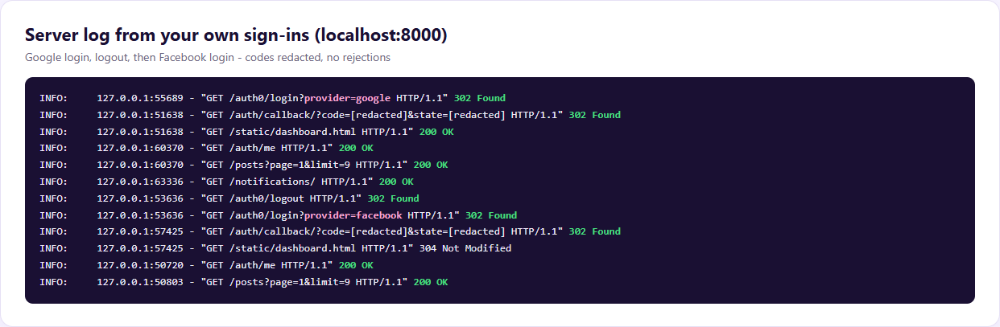 Server log from your own sign-ins (localhost:8000)
Google login, logout, then Facebook login - codes redacted, no rejections
INFO:     127.0.0.1:55689 - "GET /auth0/login?provider=google HTTP/1.1" 302 Found
INFO:     127.0.0.1:51638 - "GET /auth/callback/?code=[redacted]&state=[redacted] HTTP/1.1" 302 Found
INFO:     127.0.0.1:51638 - "GET /static/dashboard.html HTTP/1.1" 200 OK
INFO:     127.0.0.1:60370 - "GET /auth/me HTTP/1.1" 200 OK
INFO:     127.0.0.1:60370 - "GET /posts?page=1&limit=9 HTTP/1.1" 200 OK
INFO:     127.0.0.1:63336 - "GET /notifications/ HTTP/1.1" 200 OK
INFO:     127.0.0.1:53636 - "GET /auth0/logout HTTP/1.1" 302 Found
INFO:     127.0.0.1:53636 - "GET /auth0/login?provider=facebook HTTP/1.1" 302 Found
INFO:     127.0.0.1:57425 - "GET /auth/callback/?code=[redacted]&state=[redacted] HTTP/1.1" 302 Found
INFO:     127.0.0.1:57425 - "GET /static/dashboard.html HTTP/1.1" 304 Not Modified
INFO:     127.0.0.1:50720 - "GET /auth/me HTTP/1.1" 200 OK
INFO:     127.0.0.1:50803 - "GET /posts?page=1&limit=9 HTTP/1.1" 200 OK